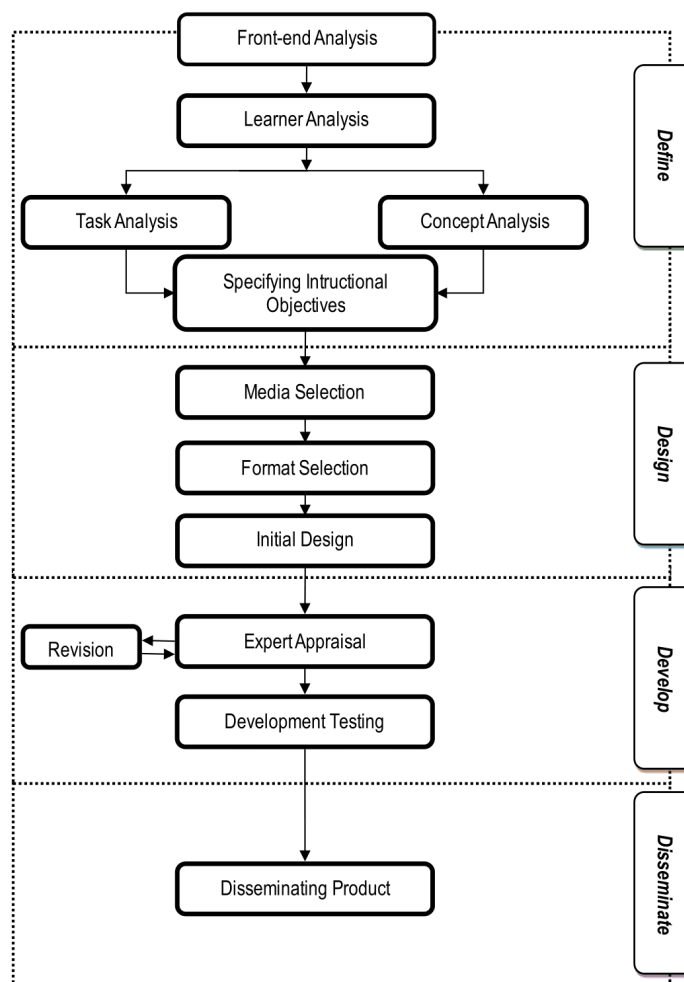 Front-end Analysis
Learner Analysis
Define
Task Analysis
Concept Analysis
Specifying Intructional
Objectives
Media Selection
Format Selection
Design
Initial Design
Expert Appraisal
Revision
Develop
Development Testing
Disseminating Product
Disseminate